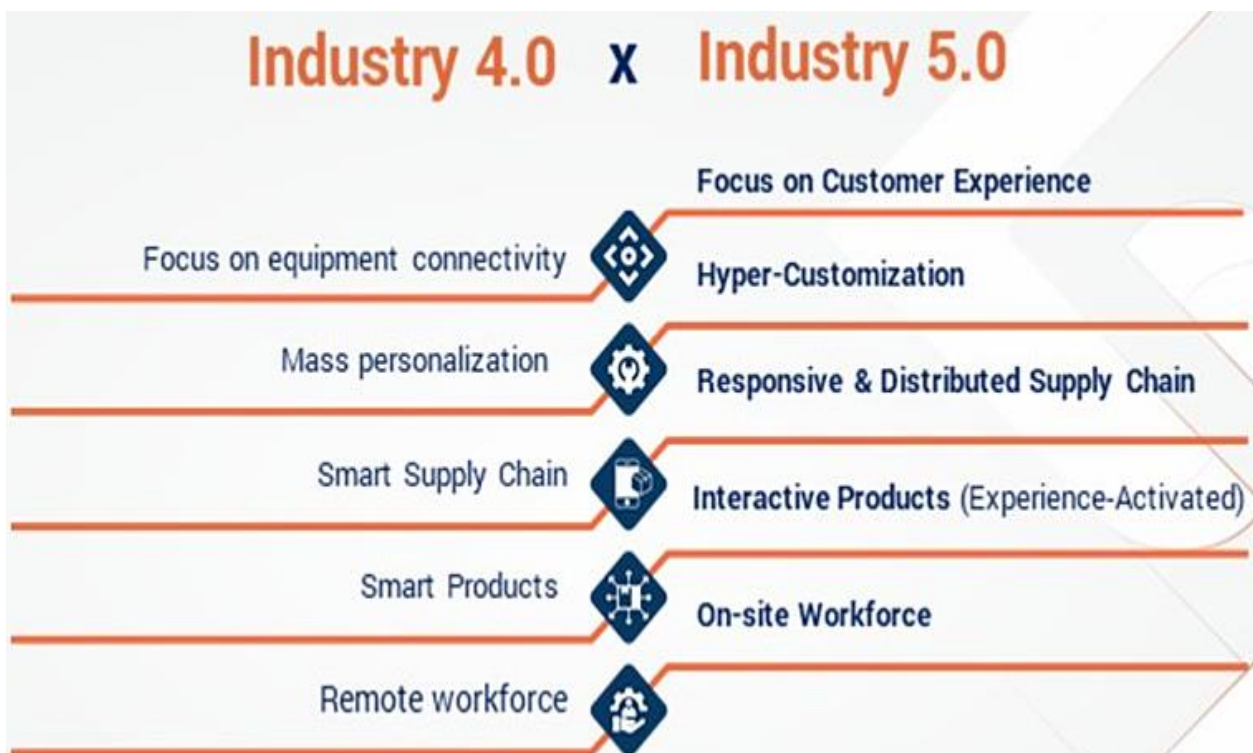 Industry 4.0 x Industry 5.0
Focus on Customer Experience
Focus on equipment connectivity
Hyper-Customization
Mass personalization
Responsive & Distributed Supply Chain
Smart Supply Chain
Interactive Products (Experience-Activated)
Smart Products
On-site Workforce
Remote workforce